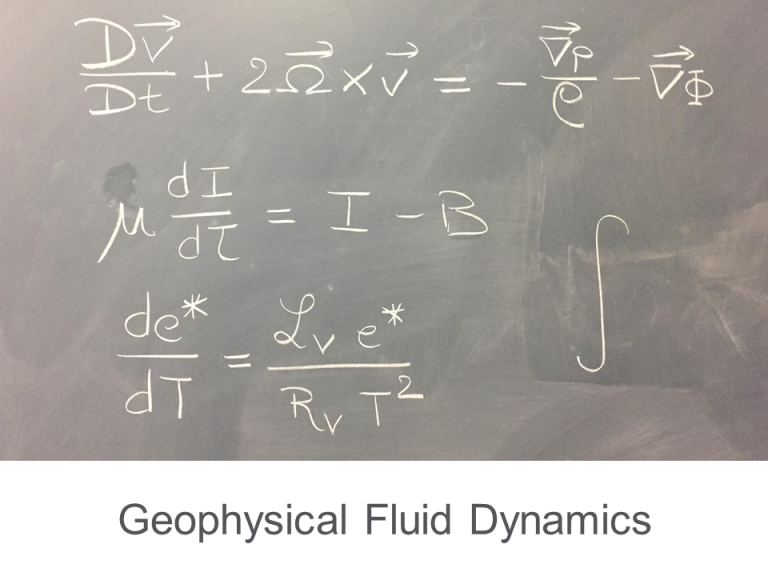 Dv⃗/Dt + 2Ω⃗ × v⃗ = - ∇⃗p/ρ - ∇⃗Φ
μ dI/dτ = I - B
∫
de*/dT = ℒᵥ e*/Rᵥ T²
Geophysical Fluid Dynamics